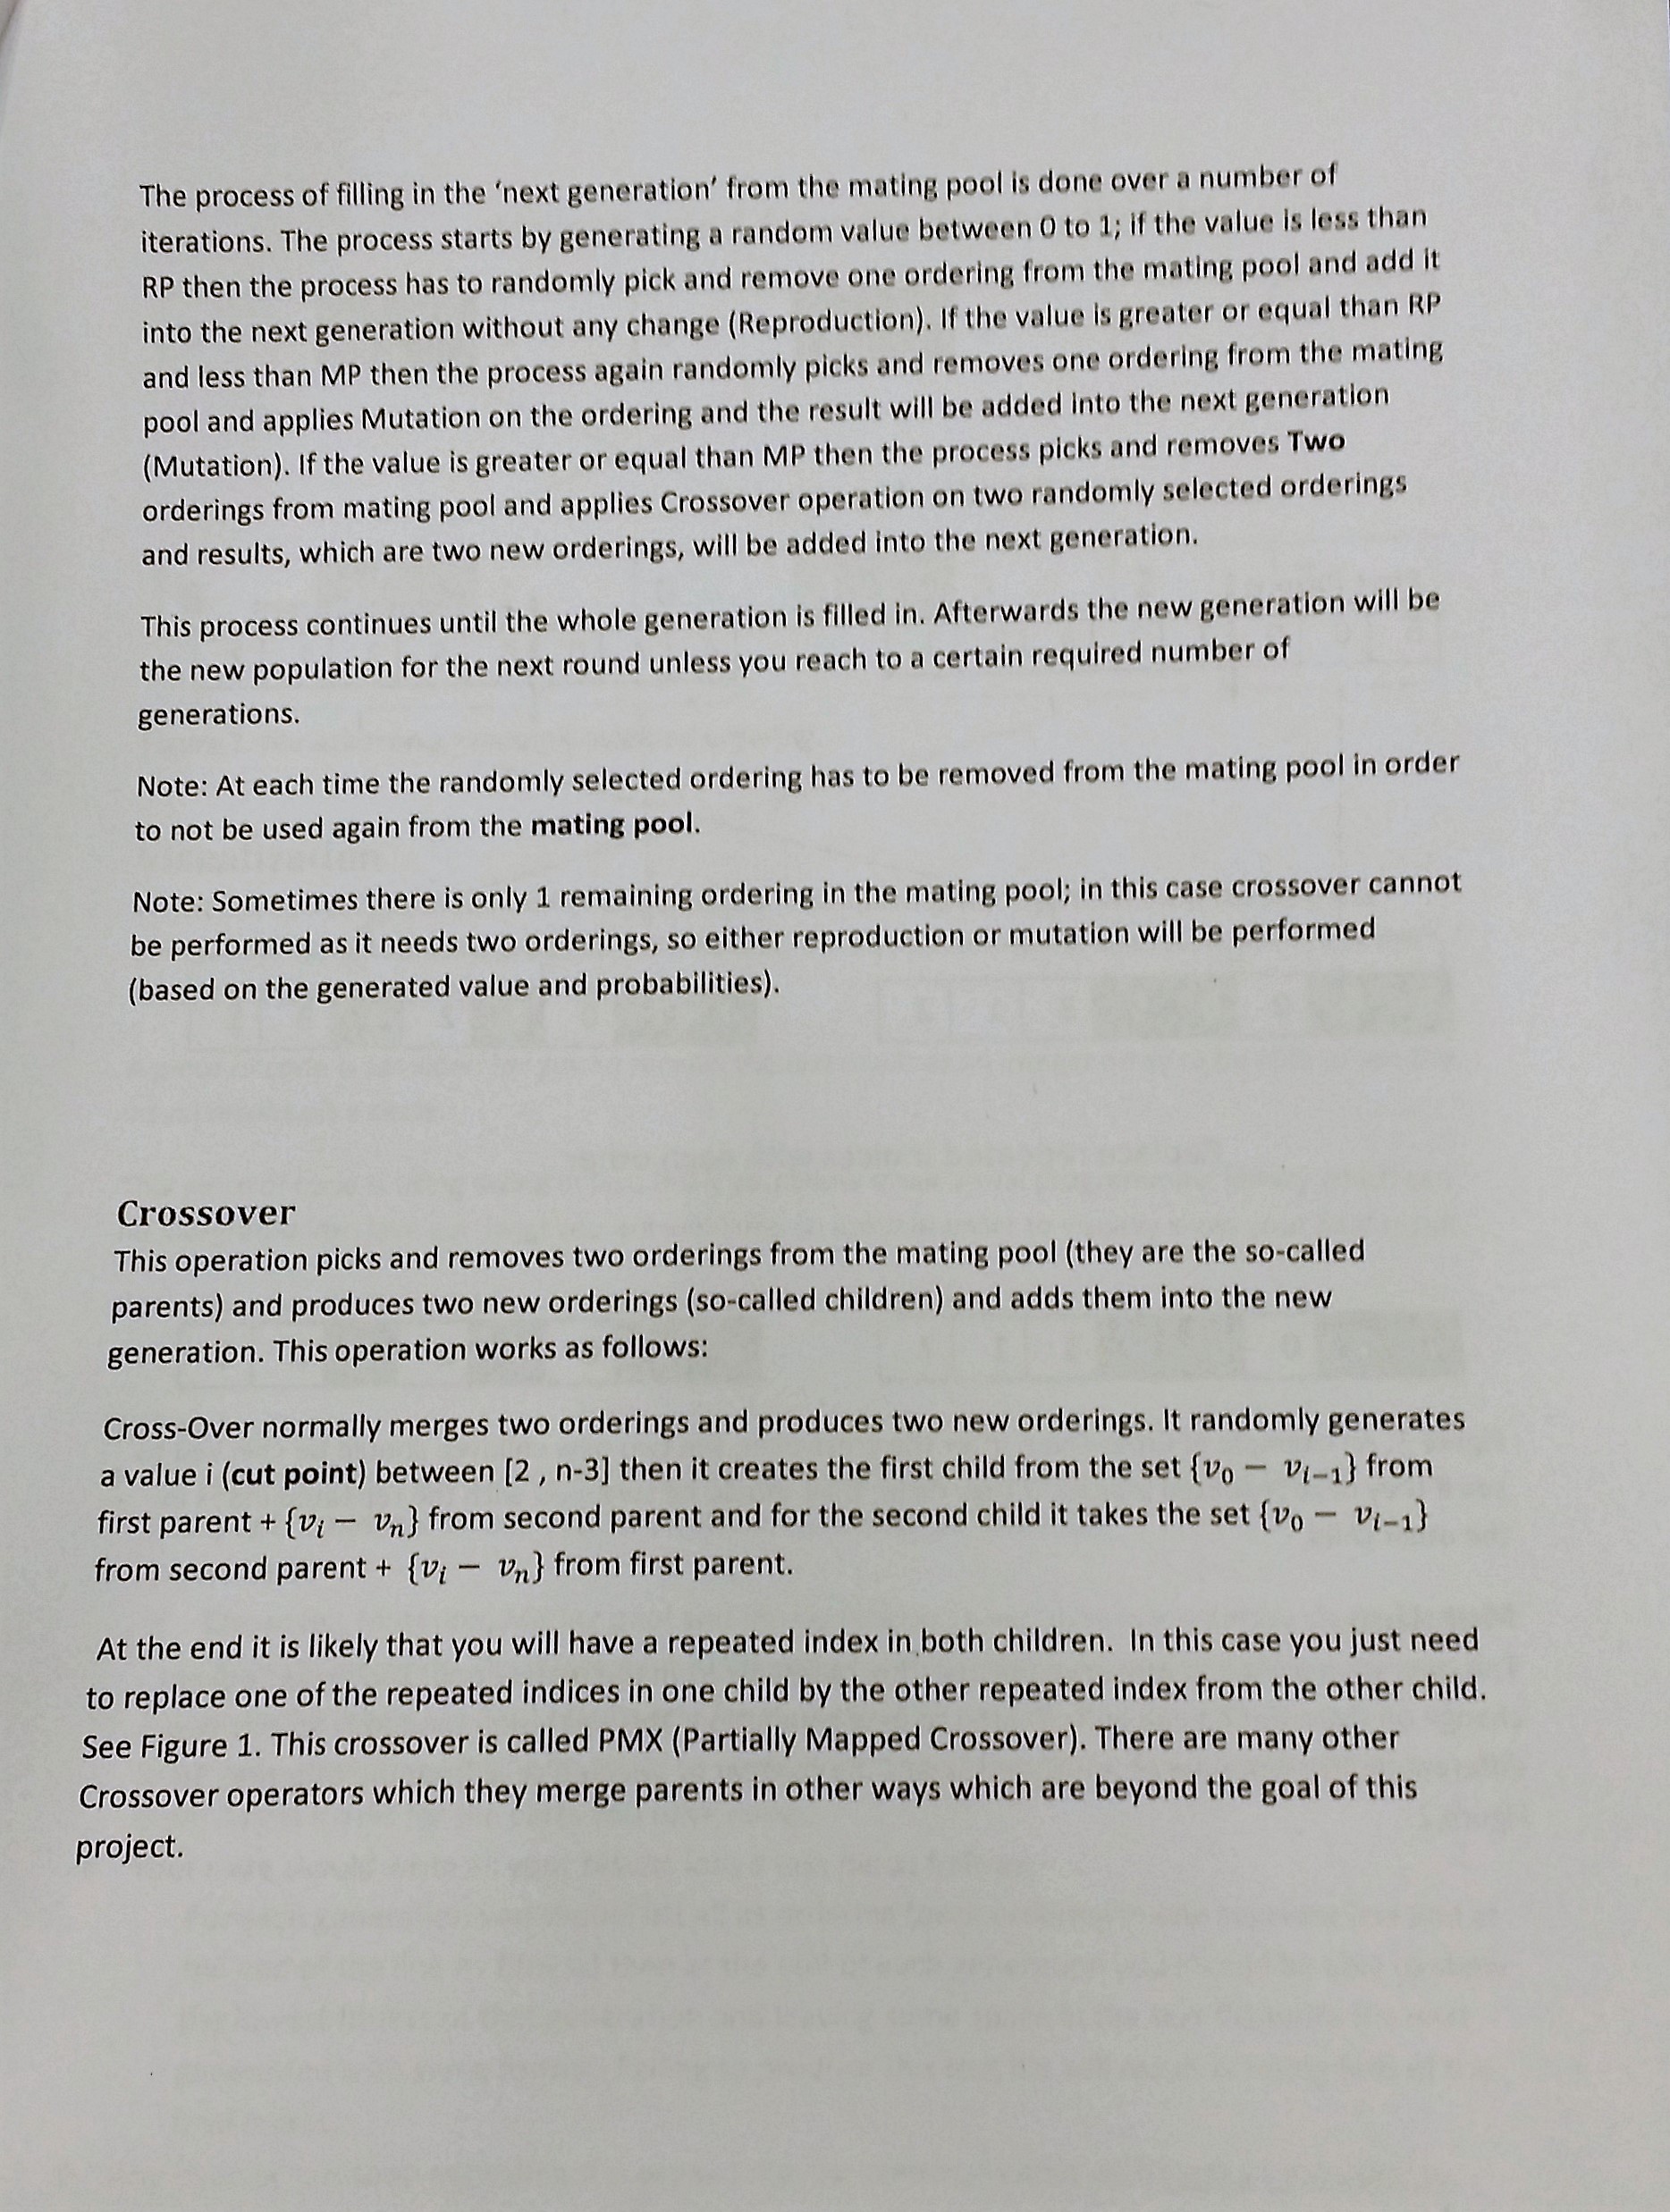 The process of filling in the ‘next generation’ from the mating pool is done over a number of
iterations. The process starts by generating a random value between 0 to 1; if the value is less than
RP then the process has to randomly pick and remove one ordering from the mating pool and add it
into the next generation without any change (Reproduction). If the value is greater or equal than RP
and less than MP then the process again randomly picks and removes one ordering from the mating
pool and applies Mutation on the ordering and the result will be added into the next generation
(Mutation). If the value is greater or equal than MP then the process picks and removes Two
orderings from mating pool and applies Crossover operation on two randomly selected orderings
and results, which are two new orderings, will be added into the next generation.
This process continues until the whole generation is filled in. Afterwards the new generation will be
the new population for the next round unless you reach to a certain required number of
generations.
Note: At each time the randomly selected ordering has to be removed from the mating pool in order
to not be used again from the mating pool.
Note: Sometimes there is only 1 remaining ordering in the mating pool; in this case crossover cannot
be performed as it needs two orderings, so either reproduction or mutation will be performed
(based on the generated value and probabilities).
Crossover
This operation picks and removes two orderings from the mating pool (they are the so-called
parents) and produces two new orderings (so-called children) and adds them into the new
generation. This operation works as follows:
Cross-Over normally merges two orderings and produces two new orderings. It randomly generates
a value i (cut point) between [2 , n-3] then it creates the first child from the set {v₀ − vᵢ₋₁} from
first parent + {vᵢ − vₙ} from second parent and for the second child it takes the set {v₀ − vᵢ₋₁}
from second parent + {vᵢ − vₙ} from first parent.
At the end it is likely that you will have a repeated index in both children. In this case you just need
to replace one of the repeated indices in one child by the other repeated index from the other child.
See Figure 1. This crossover is called PMX (Partially Mapped Crossover). There are many other
Crossover operators which they merge parents in other ways which are beyond the goal of this
project.